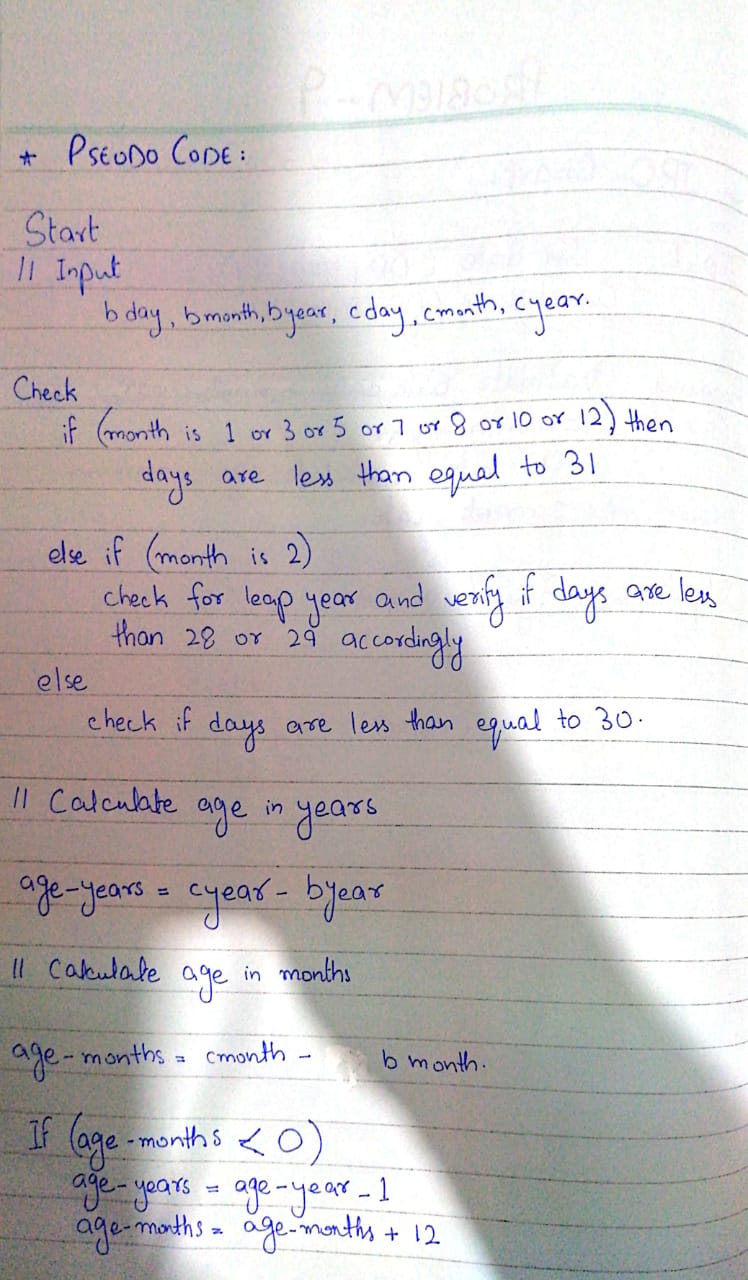 * PSEUDO CODE:
Start
// Input
bday, bmonth, byear, cday, cmonth, cyear.
Check
if (month is 1 or 3 or 5 or 7 or 8 or 10 or 12) then
days are less than equal to 31
else if (month is 2)
check for leap year and verify if days are less
than 28 or 29 accordingly
else
check if days are less than equal to 30.
// Calculate age in years
age-years = cyear - byear
// Calculate age in months
age-months = cmonth - bmonth.
If (age-months < 0)
age-years = age-year - 1
age-months = age-months + 12